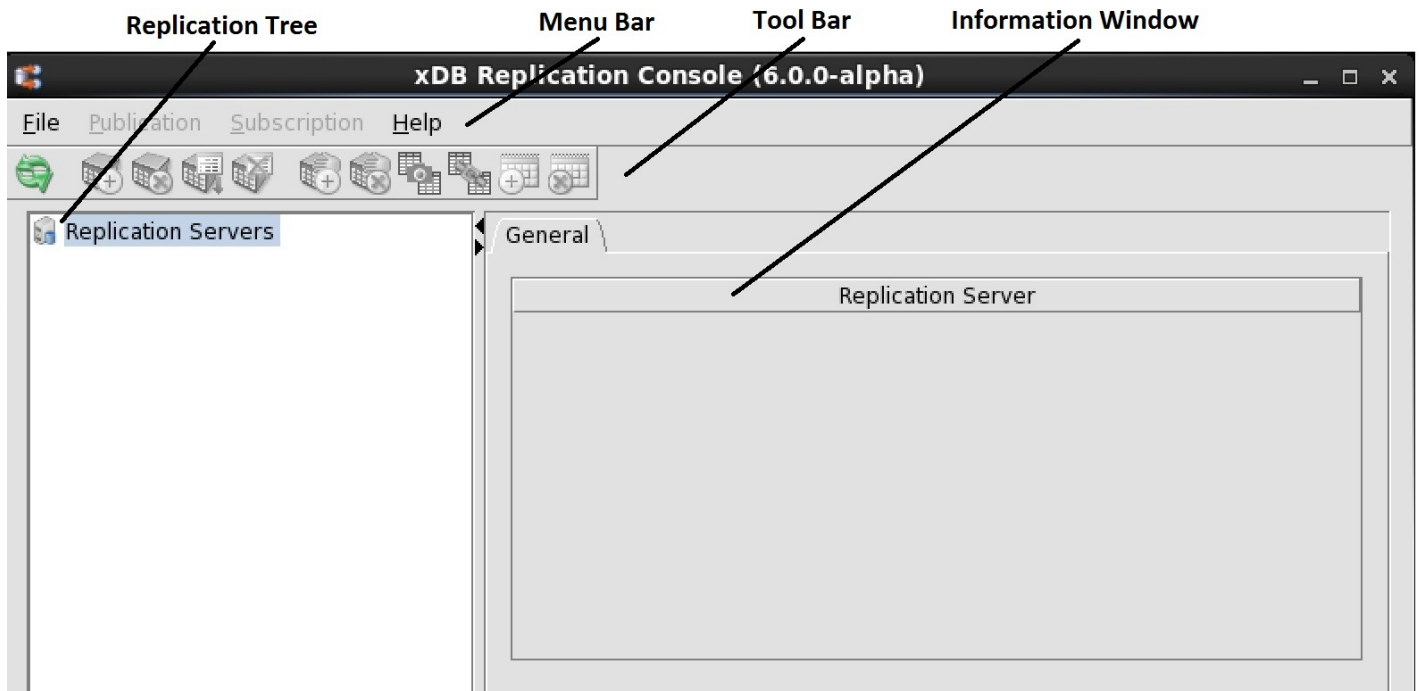 Replication Tree Menu Bar Tool Bar Information Window
xDB Replication Console (6.0.0-alpha)
File Publication Subscription Help
Replication Servers
General
Replication Server